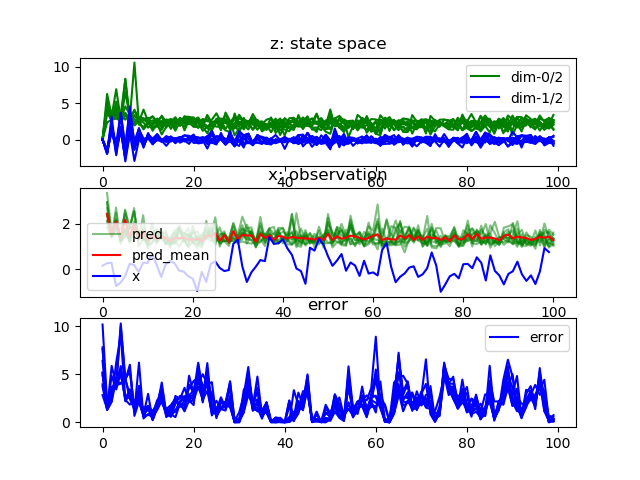 z: state space
10
5
0
dim-0/2
dim-1/2
0 20 40 60 80 100
x: observation
2
0
pred
pred_mean
x
0 20 40 60 80 100
error
10
5
0
error
0 20 40 60 80 100